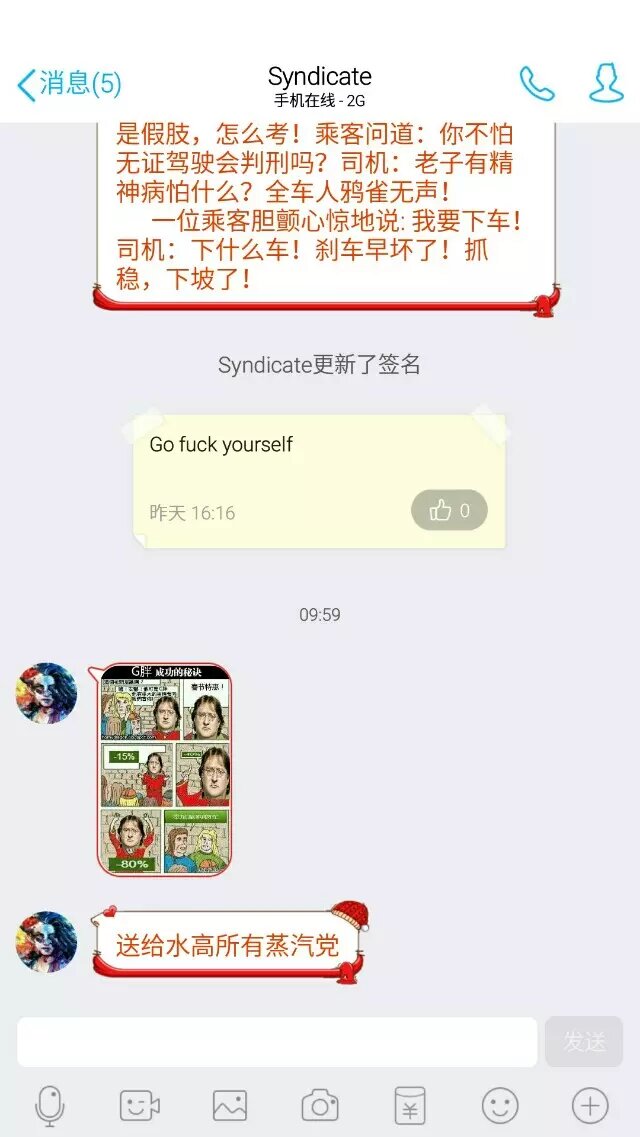 消息(5)
Syndicate
手机在线 - 2G
是假肢，怎么考！乘客问道：你不怕
无证驾驶会判刑吗？司机：老子有精
神病怕什么？全车人鸦雀无声！
一位乘客胆颤心惊地说: 我要下车！
司机：下什么车！刹车早坏了！抓
稳，下坡了！
Syndicate更新了签名
Go fuck yourself
昨天 16:16
0
09:59
G胖 成功的秘诀
春节特惠！
-15%
-80%
送给水高所有蒸汽党
发送